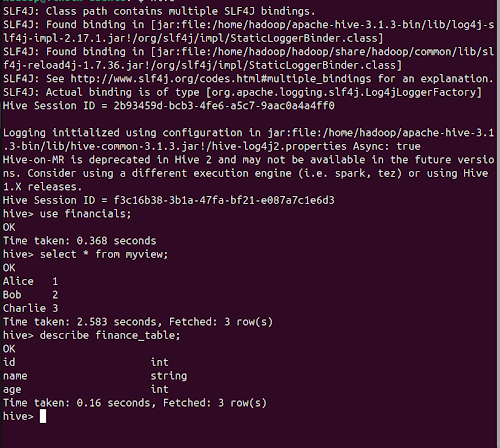 SLF4J: Class path contains multiple SLF4J bindings.
SLF4J: Found binding in [jar:file:/home/hadoop/apache-hive-3.1.3-bin/lib/log4j-s
lf4j-impl-2.17.1.jar!/org/slf4j/impl/StaticLoggerBinder.class]
SLF4J: Found binding in [jar:file:/home/hadoop/hadoop/share/hadoop/common/lib/sl
f4j-reload4j-1.7.36.jar!/org/slf4j/impl/StaticLoggerBinder.class]
SLF4J: See http://www.slf4j.org/codes.html#multiple_bindings for an explanation.
SLF4J: Actual binding is of type [org.apache.logging.slf4j.Log4jLoggerFactory]
Hive Session ID = 2b93459d-bcb3-4fe6-a5c7-9aac0a4a4ff0
Logging initialized using configuration in jar:file:/home/hadoop/apache-hive-3.1
.3-bin/lib/hive-common-3.1.3.jar!/hive-log4j2.properties Async: true
Hive-on-MR is deprecated in Hive 2 and may not be available in the future versio
ns. Consider using a different execution engine (i.e. spark, tez) or using Hive
1.X releases.
Hive Session ID = f3c16b38-3b1a-47fa-bf21-e087a7c1e6d3
hive> use financials;
OK
Time taken: 0.368 seconds
hive> select * from myview;
OK
Alice 1
Bob 2
Charlie 3
Time taken: 2.583 seconds, Fetched: 3 row(s)
hive> describe finance_table;
OK
id int
name string
age int
Time taken: 0.16 seconds, Fetched: 3 row(s)
hive>